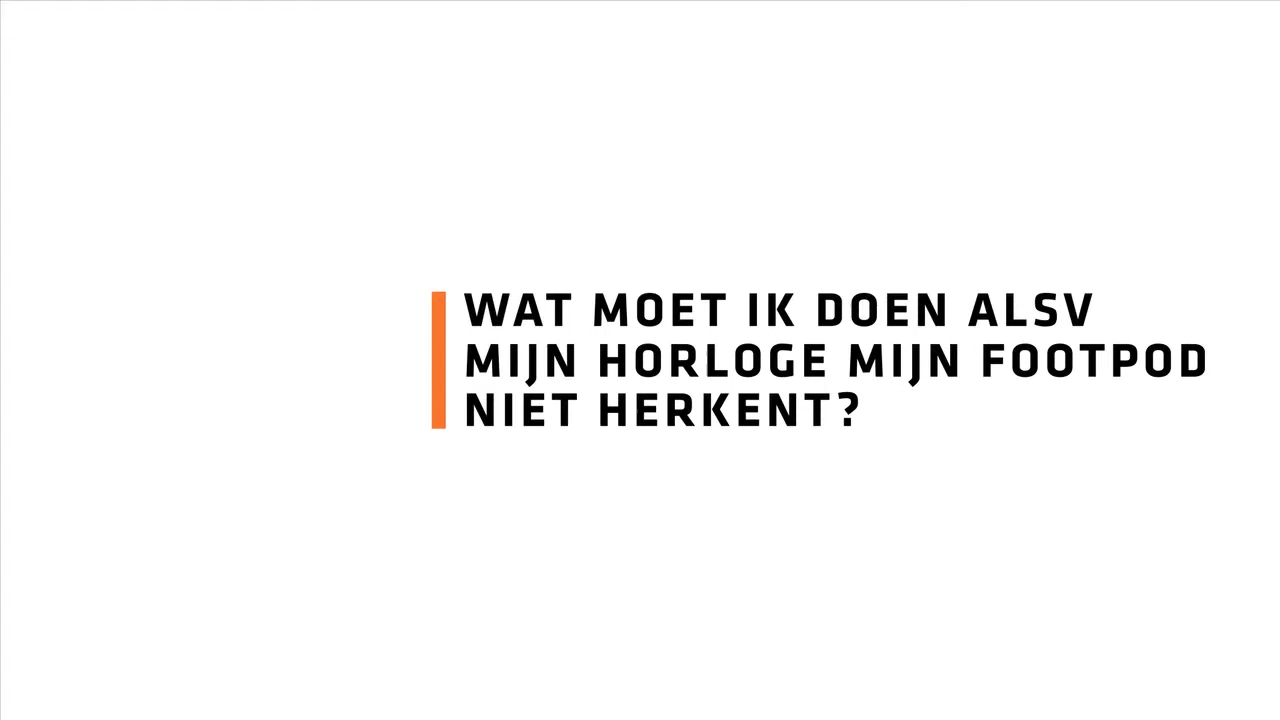 WAT MOET IK DOEN ALSV
MIJN HORLOGE MIJN FOOTPOD
NIET HERKENT?